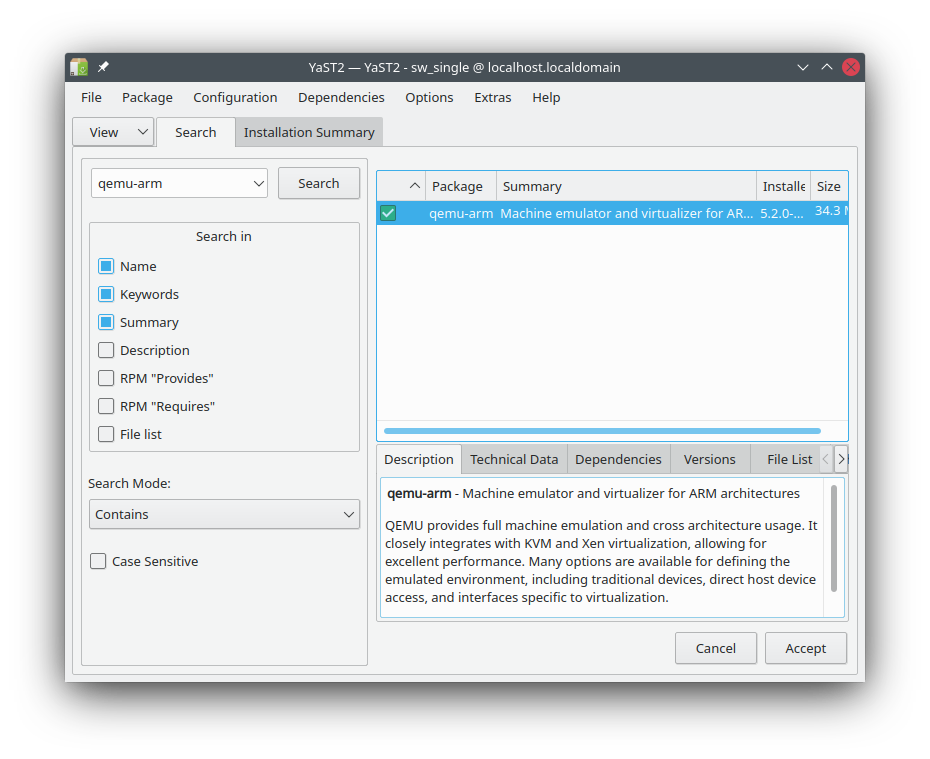 YaST2 — YaST2 - sw_single @ localhost.localdomain
File Package Configuration Dependencies Options Extras Help
View Search Installation Summary
qemu-arm Search
Search in
Name
Keywords
Summary
Description
RPM "Provides"
RPM "Requires"
File list
Search Mode:
Contains
Case Sensitive
Package Summary Installe Size
qemu-arm Machine emulator and virtualizer for AR... 5.2.0-... 34.3
Description Technical Data Dependencies Versions File List
qemu-arm - Machine emulator and virtualizer for ARM architectures
QEMU provides full machine emulation and cross architecture usage. It
closely integrates with KVM and Xen virtualization, allowing for
excellent performance. Many options are available for defining the
emulated environment, including traditional devices, direct host device
access, and interfaces specific to virtualization.
Cancel Accept